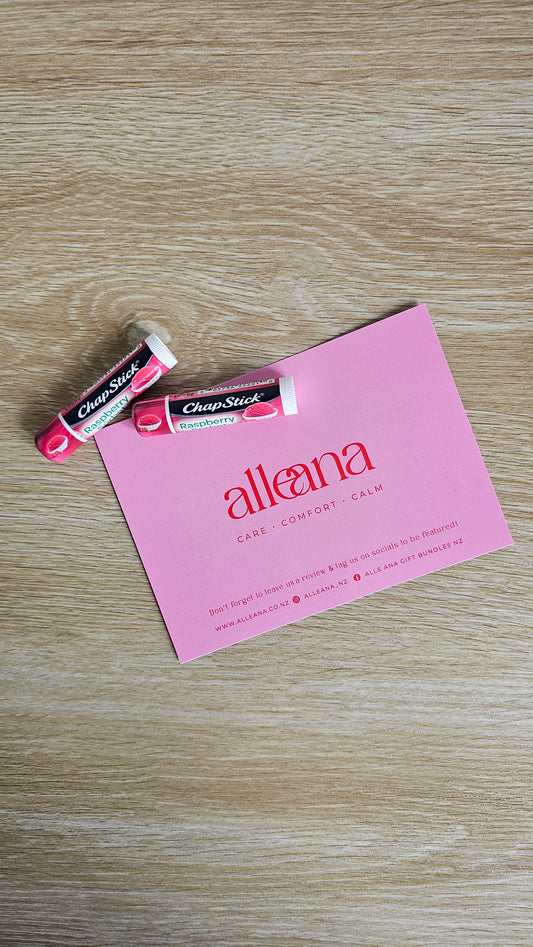 ChapStick®
Raspberry
ChapStick®
Raspberry
alleana
CARE • COMFORT • CALM
Don't forget to leave us a review & tag us on socials to be featured!
WWW.ALLEANA.CO.NZ ALLEANA_NZ ALLE ANA GIFT BUNDLES NZ